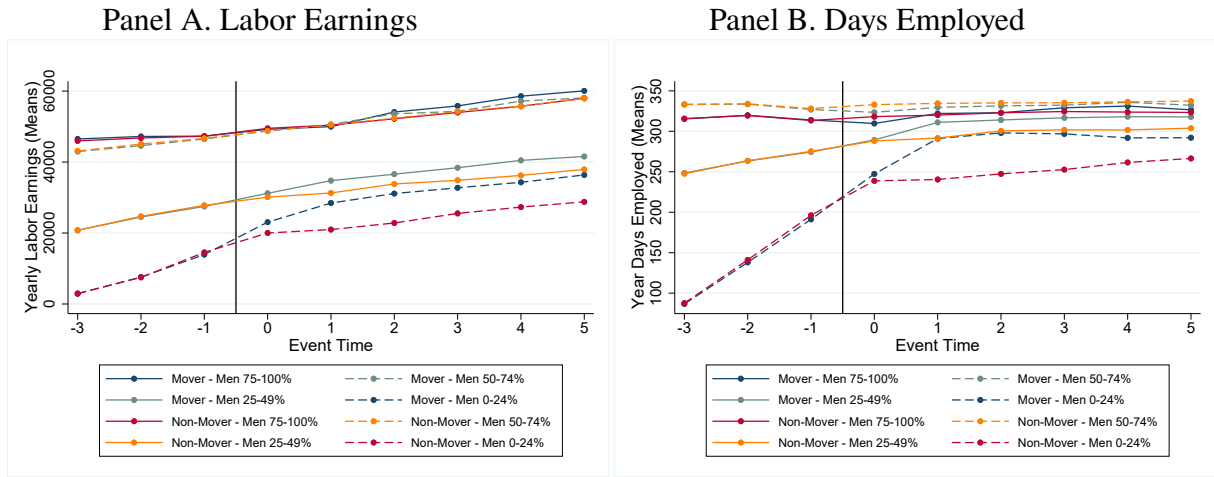 Panel A. Labor Earnings
Yearly Labor Earnings (Means)
60000
40000
20000
0
-3 -2 -1 0 1 2 3 4 5
Event Time
Mover - Men 75-100% Mover - Men 50-74%
Mover - Men 25-49% Mover - Men 0-24%
Non-Mover - Men 75-100% Non-Mover - Men 50-74%
Non-Mover - Men 25-49% Non-Mover - Men 0-24%
Panel B. Days Employed
Year Days Employed (Means)
350
300
250
200
150
100
-3 -2 -1 0 1 2 3 4 5
Event Time
Mover - Men 75-100% Mover - Men 50-74%
Mover - Men 25-49% Mover - Men 0-24%
Non-Mover - Men 75-100% Non-Mover - Men 50-74%
Non-Mover - Men 25-49% Non-Mover - Men 0-24%